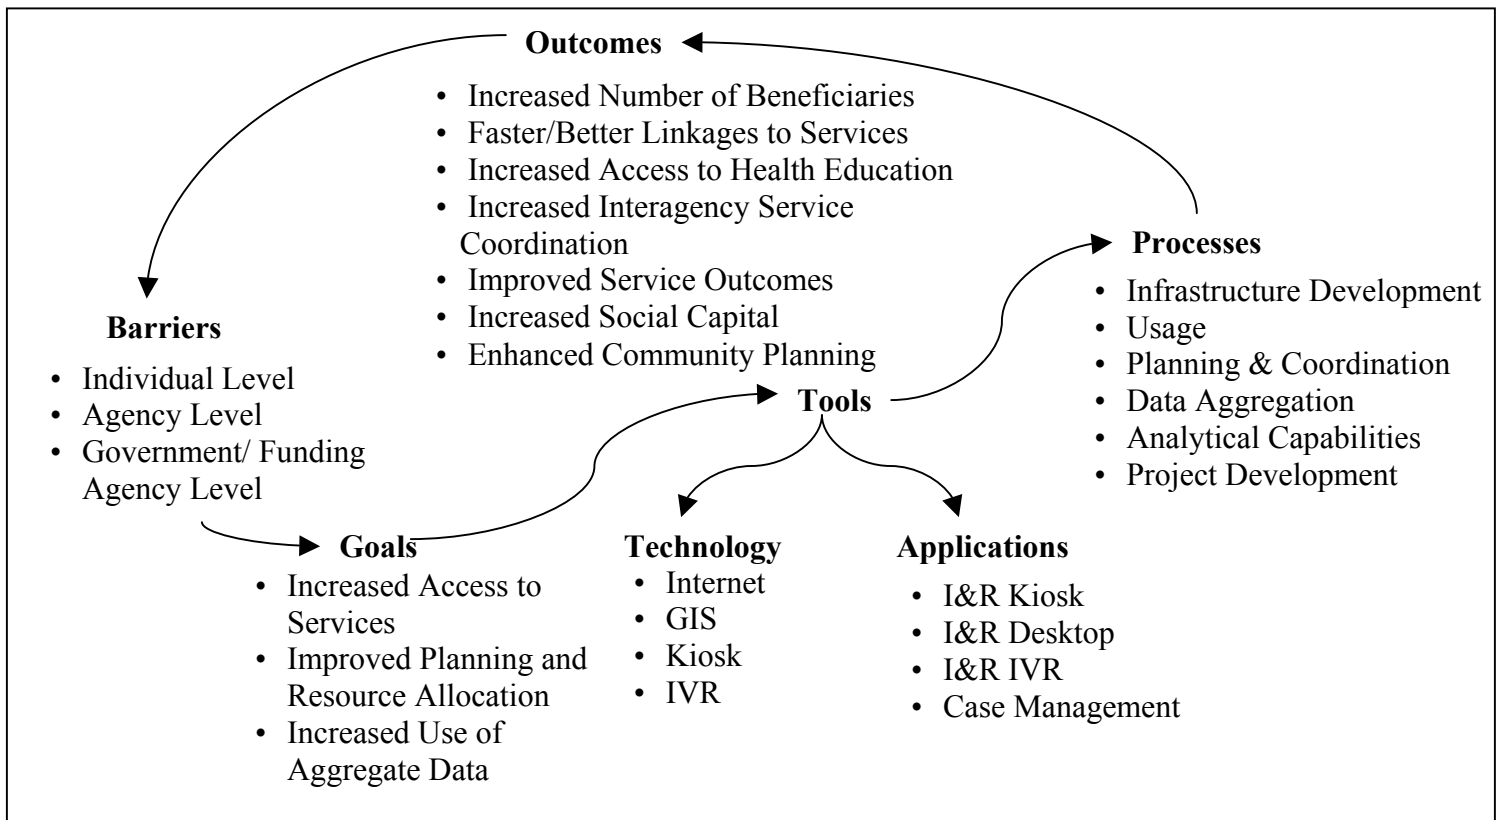 Outcomes
• Increased Number of Beneficiaries
• Faster/Better Linkages to Services
• Increased Access to Health Education
• Increased Interagency Service
Coordination
• Improved Service Outcomes
• Increased Social Capital
• Enhanced Community Planning
Barriers
• Individual Level
• Agency Level
• Government/ Funding
Agency Level
Goals
• Increased Access to
Services
• Improved Planning and
Resource Allocation
• Increased Use of
Aggregate Data
Tools
Technology
• Internet
• GIS
• Kiosk
• IVR
Applications
• I&R Kiosk
• I&R Desktop
• I&R IVR
• Case Management
Processes
• Infrastructure Development
• Usage
• Planning & Coordination
• Data Aggregation
• Analytical Capabilities
• Project Development